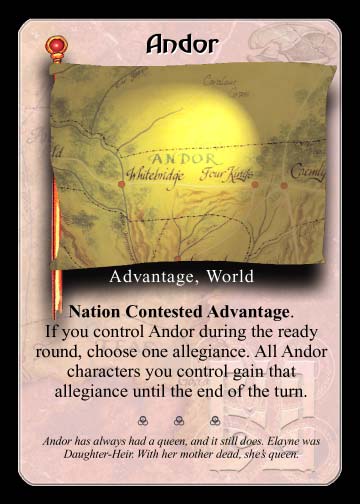 Andor
Caralain
Grass
ANDOR
Whitebridge Four Kings
Advantage, World
Nation Contested Advantage.
If you control Andor during the ready
round, choose one allegiance. All Andor
characters you control gain that
allegiance until the end of the turn.
Andor has always had a queen, and it still does. Elayne was
Daughter-Heir. With her mother dead, she's queen.